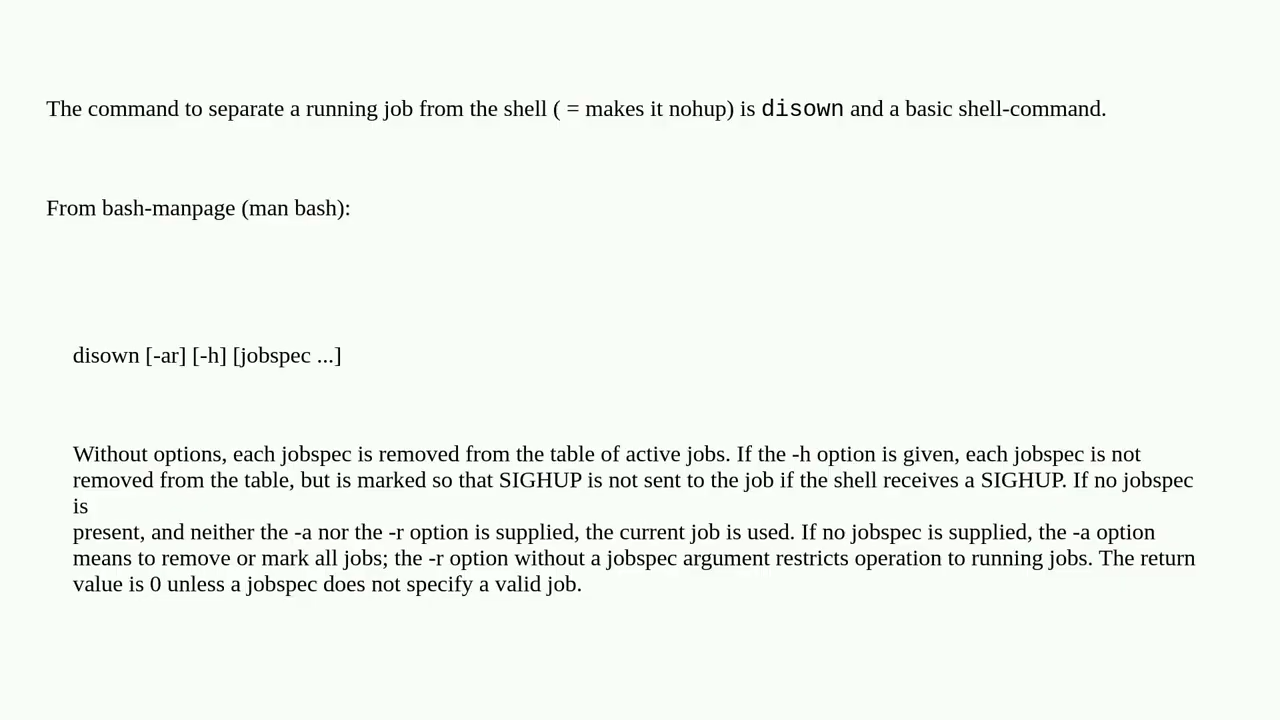 The command to separate a running job from the shell ( = makes it nohup) is disown and a basic shell-command.
From bash-manpage (man bash):
disown [-ar] [-h] [jobspec ...]
Without options, each jobspec is removed from the table of active jobs. If the -h option is given, each jobspec is not
removed from the table, but is marked so that SIGHUP is not sent to the job if the shell receives a SIGHUP. If no jobspec
is
present, and neither the -a nor the -r option is supplied, the current job is used. If no jobspec is supplied, the -a option
means to remove or mark all jobs; the -r option without a jobspec argument restricts operation to running jobs. The return
value is 0 unless a jobspec does not specify a valid job.